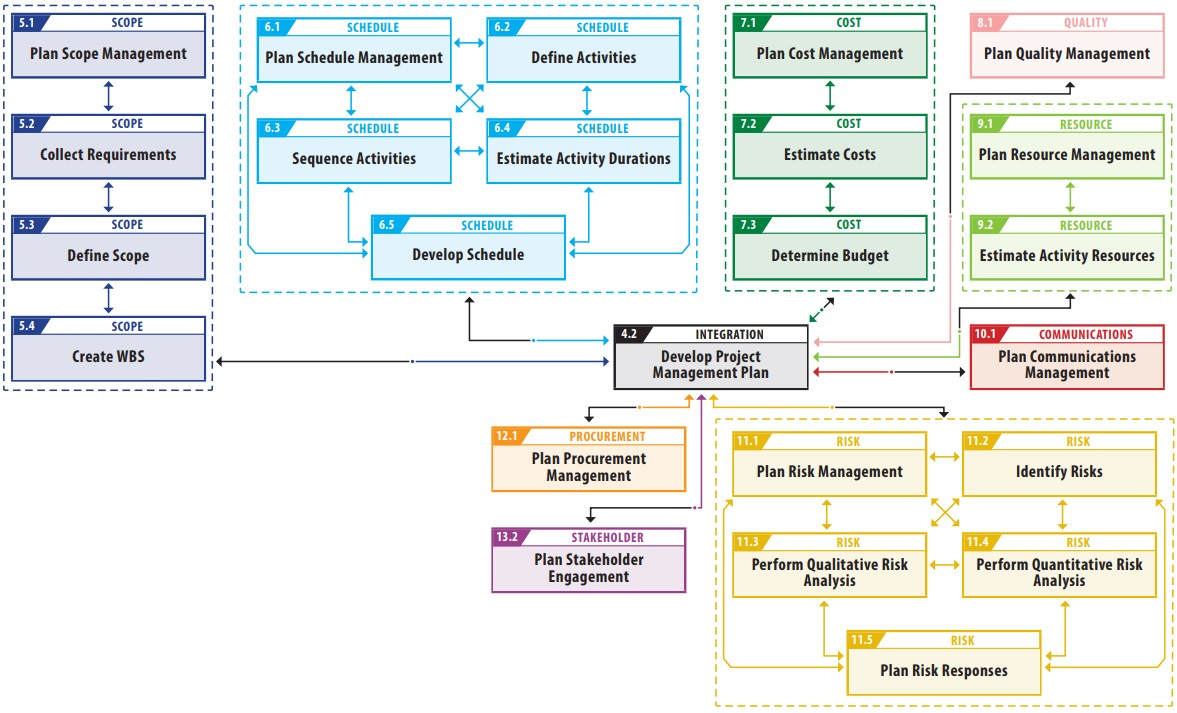 5.1 SCOPE
Plan Scope Management
5.2 SCOPE
Collect Requirements
5.3 SCOPE
Define Scope
5.4 SCOPE
Create WBS
6.1 SCHEDULE
Plan Schedule Management
6.2 SCHEDULE
Define Activities
6.3 SCHEDULE
Sequence Activities
6.4 SCHEDULE
Estimate Activity Durations
6.5 SCHEDULE
Develop Schedule
7.1 COST
Plan Cost Management
7.2 COST
Estimate Costs
7.3 COST
Determine Budget
8.1 QUALITY
Plan Quality Management
9.1 RESOURCE
Plan Resource Management
9.2 RESOURCE
Estimate Activity Resources
4.2 INTEGRATION
Develop Project
Management Plan
10.1 COMMUNICATIONS
Plan Communications
Management
12.1 PROCUREMENT
Plan Procurement
Management
13.2 STAKEHOLDER
Plan Stakeholder
Engagement
11.1 RISK
Plan Risk Management
11.2 RISK
Identify Risks
11.3 RISK
Perform Qualitative Risk
Analysis
11.4 RISK
Perform Quantitative Risk
Analysis
11.5 RISK
Plan Risk Responses